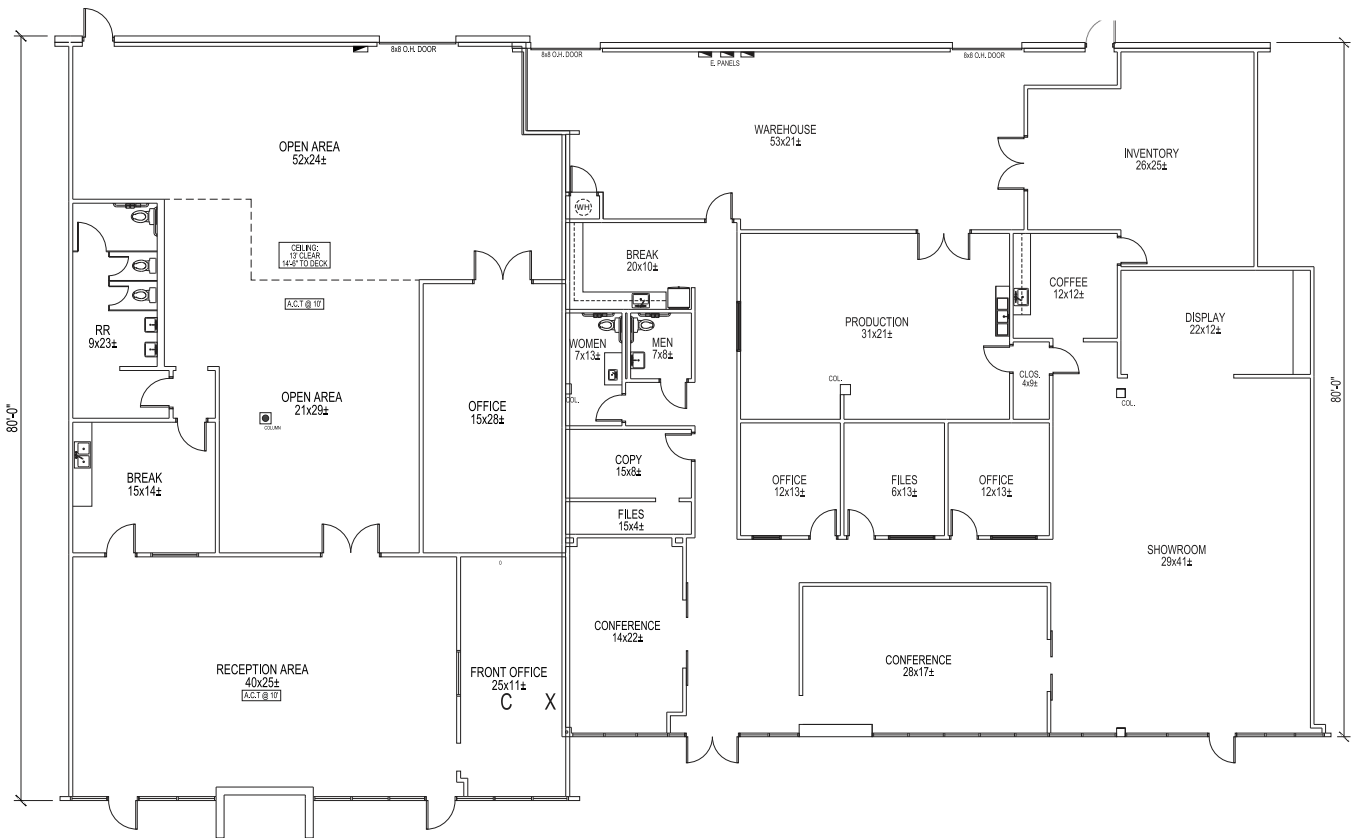 8x8 O.H. DOOR
8x8 O.H. DOOR
E. PANELS
8x8 O.H. DOOR
OPEN AREA
52x24±
WAREHOUSE
53x21±
INVENTORY
26x25±
WH
CEILING:
13' CLEAR
14'-6" TO DECK
A.C.T @ 10'
BREAK
20x10±
COFFEE
12x12±
RR
9x23±
WOMEN
7x13±
MEN
7x8±
PRODUCTION
31x21±
DISPLAY
22x12±
CLOS.
4x9±
COL.
COL.
COL.
80'-0"
80'-0"
OPEN AREA
21x29±
COLUMN
OFFICE
15x28±
BREAK
15x14±
COPY
15x8±
FILES
15x4±
OFFICE
12x13±
FILES
6x13±
OFFICE
12x13±
SHOWROOM
29x41±
0
CONFERENCE
14x22±
CONFERENCE
28x17±
RECEPTION AREA
40x25±
A.C.T @ 10'
FRONT OFFICE
25x11±
C X